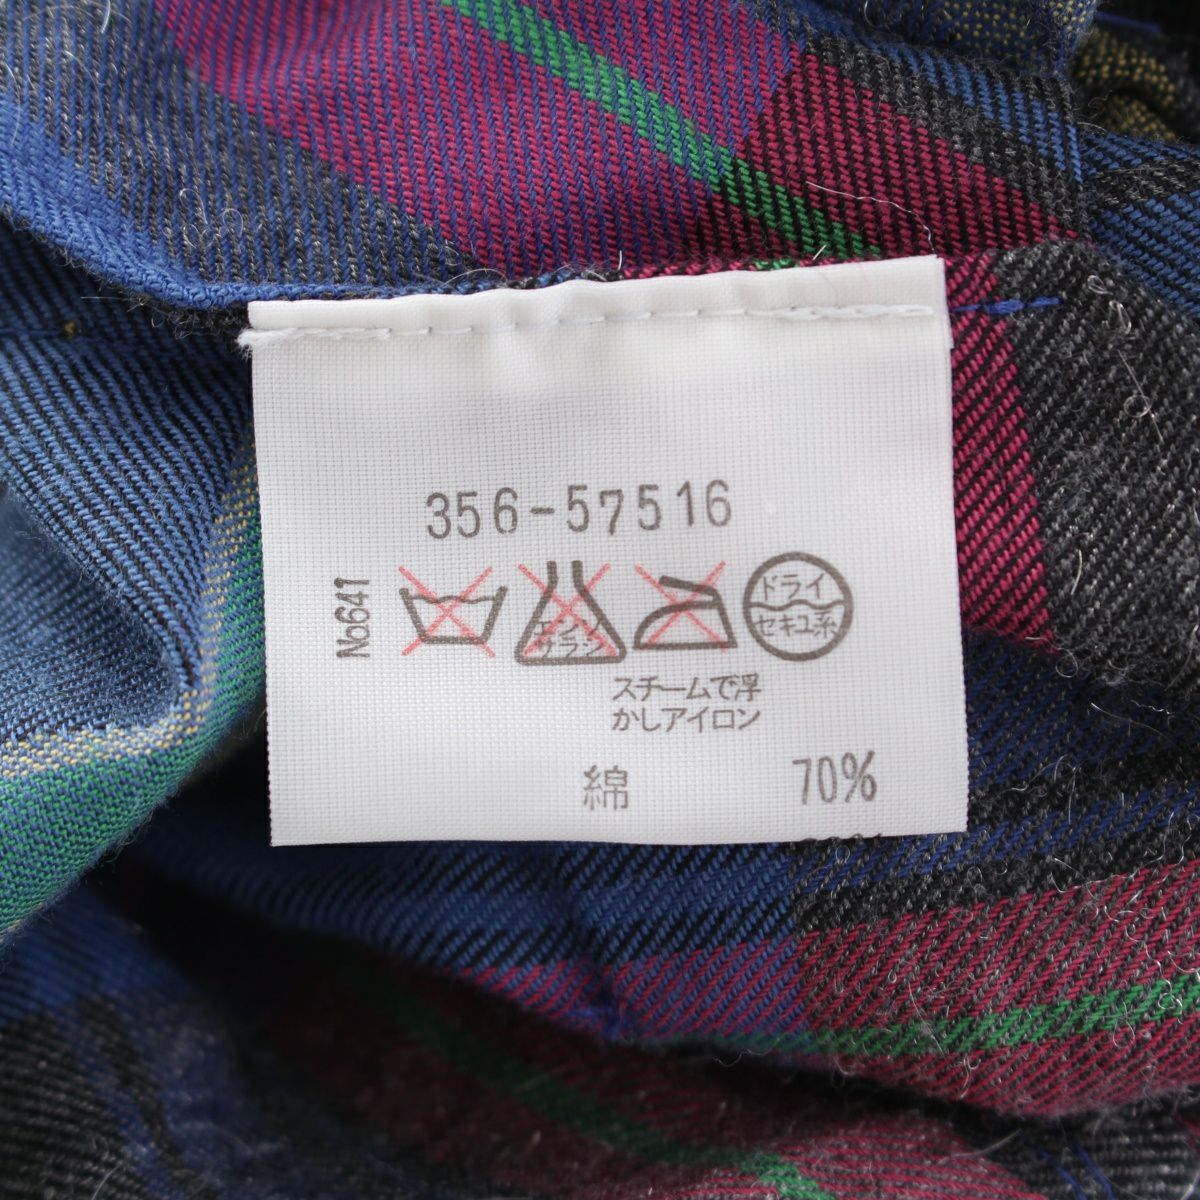 356-57516
No641
エンソ
サラシ
ドライ
セキユ系
スチームで浮
かしアイロン
綿 70%